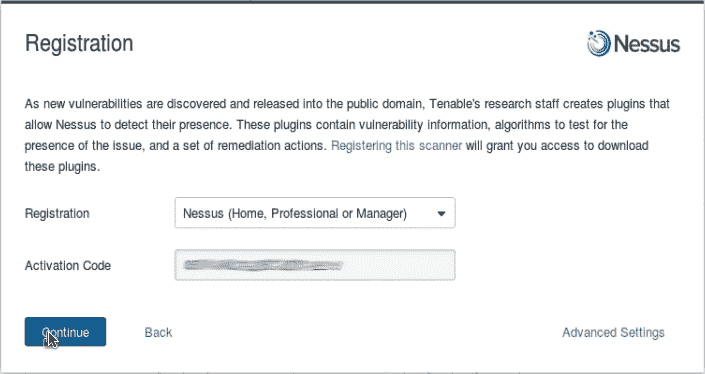 Registration
Nessus
As new vulnerabilities are discovered and released into the public domain, Tenable's research staff creates plugins that
allow Nessus to detect their presence. These plugins contain vulnerability information, algorithms to test for the
presence of the issue, and a set of remediation actions. Registering this scanner will grant you access to download
these plugins.
Registration
Nessus (Home, Professional or Manager)
Activation Code
Continue
Back
Advanced Settings